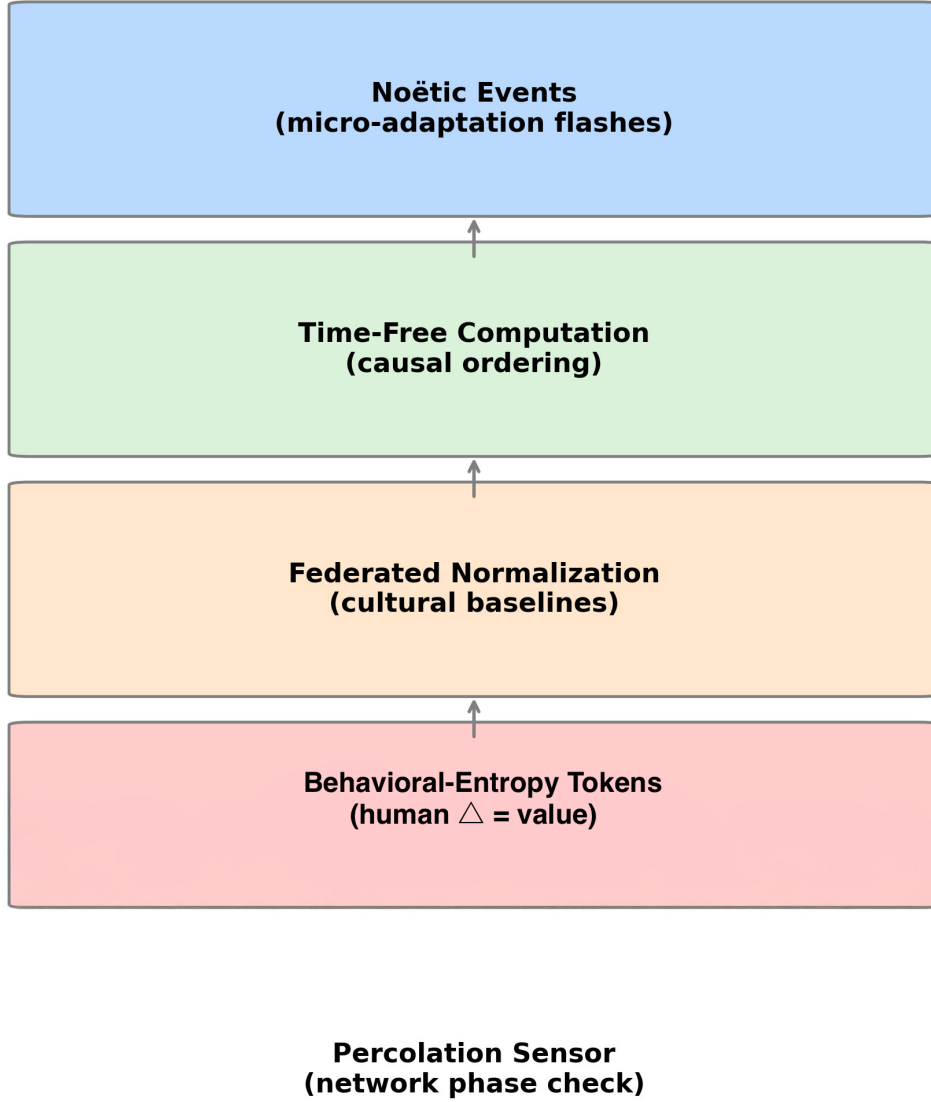 Noëtic Events
(micro-adaptation flashes)
Time-Free Computation
(causal ordering)
Federated Normalization
(cultural baselines)
Behavioral-Entropy Tokens
(human △ = value)
Percolation Sensor
(network phase check)